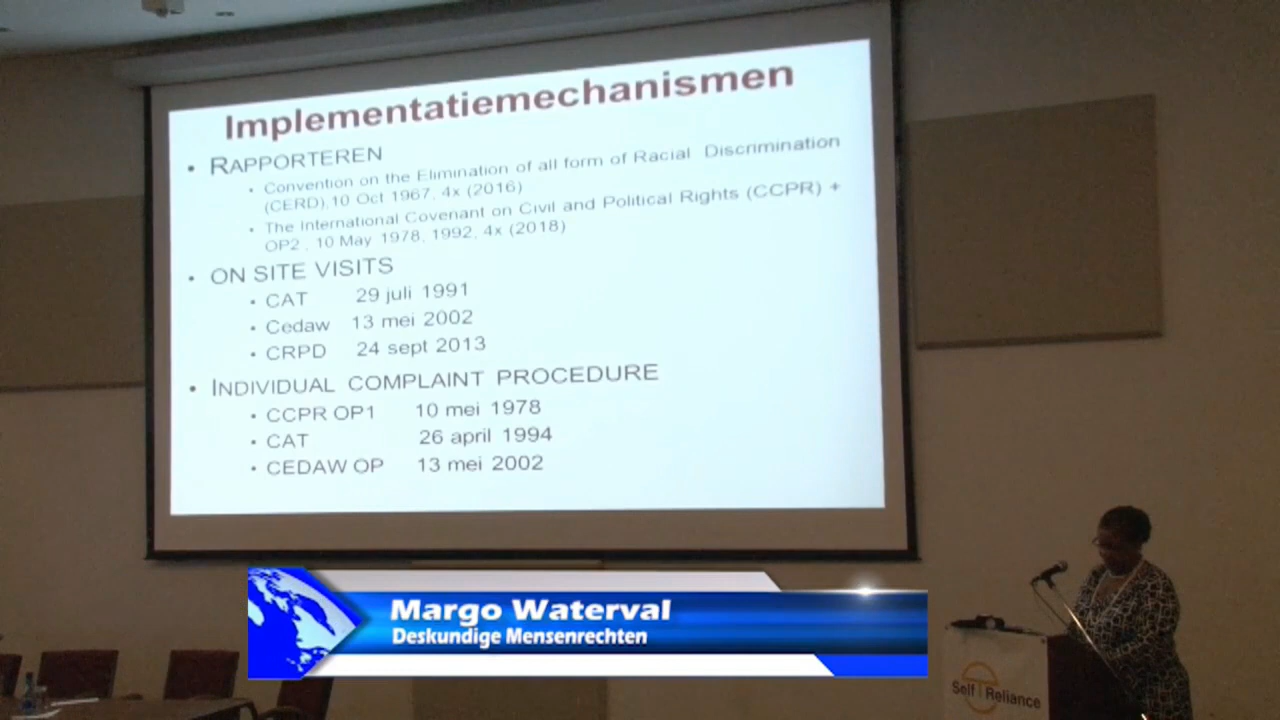 Implementatiemechanismen
• RAPPORTEREN
• Convention on the Elimination of all form of Racial Discrimination
(CERD),10 Oct 1967, 4x (2016)
• The International Covenant on Civil and Political Rights (CCPR) +
OP2 , 10 May 1978, 1992, 4x (2018)
• ON SITE VISITS
• CAT 29 juli 1991
• Cedaw 13 mei 2002
• CRPD 24 sept 2013
• INDIVIDUAL COMPLAINT PROCEDURE
• CCPR OP1 10 mei 1978
• CAT 26 april 1994
• CEDAW OP 13 mei 2002
Margo Waterval
Deskundige Mensenrechten
Self Reliance